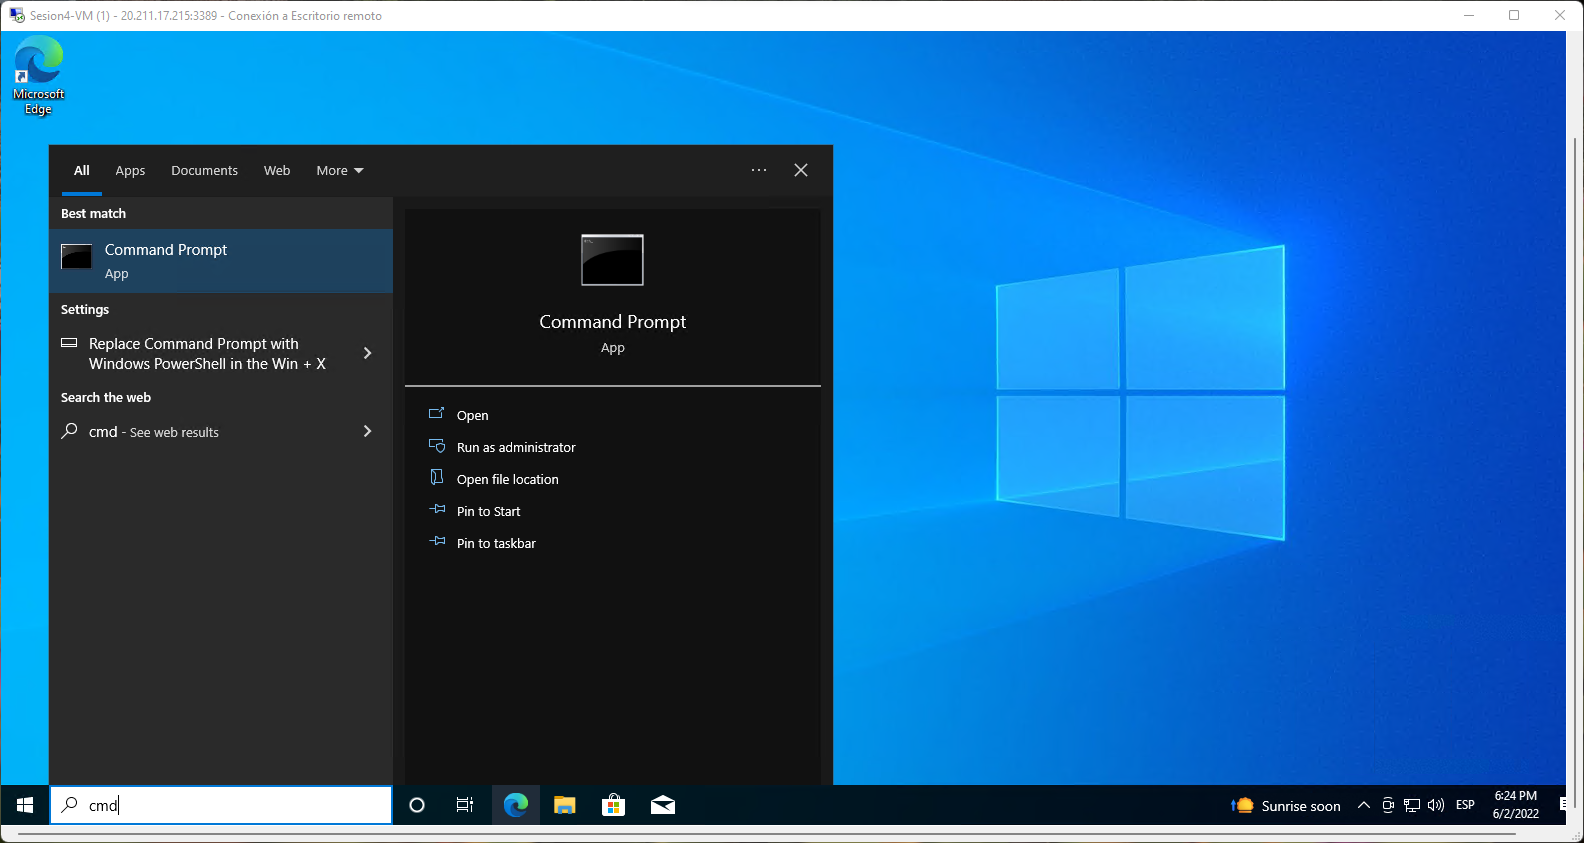 Sesion4-VM (1) - 20.211.17.215:3389 - Conexión a Escritorio remoto
Microsoft
Edge
All Apps Documents Web More
Best match
Command Prompt
App
Settings
Replace Command Prompt with
Windows PowerShell in the Win + X
Search the web
cmd - See web results
Command Prompt
App
Open
Run as administrator
Open file location
Pin to Start
Pin to taskbar
cmd
Sunrise soon
ESP
6:24 PM
6/2/2022